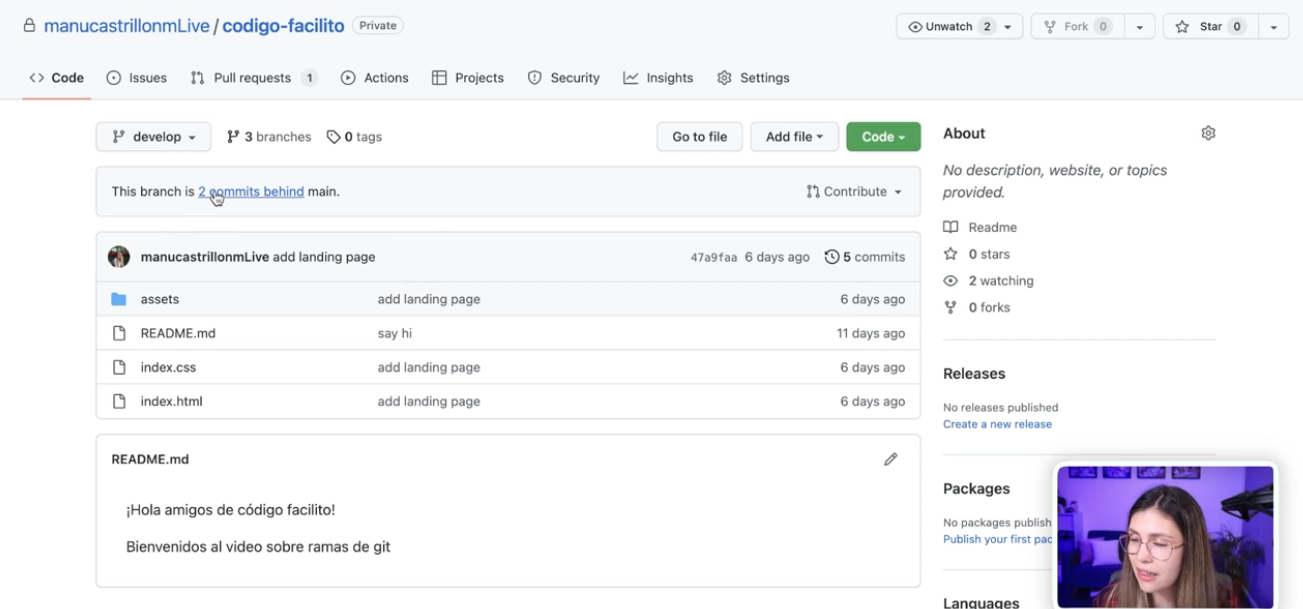 manucastrillonmLive / codigo-facilito Private
Unwatch 2 Fork 0 Star 0
Code Issues Pull requests 1 Actions Projects Security Insights Settings
develop 3 branches 0 tags Go to file Add file Code
This branch is 2 commits behind main. Contribute
manucastrillonmLive add landing page 47a9faa 6 days ago 5 commits
assets add landing page 6 days ago
README.md say hi 11 days ago
index.css add landing page 6 days ago
index.html add landing page 6 days ago
README.md
¡Hola amigos de código facilito!
Bienvenidos al video sobre ramas de git
About
No description, website, or topics
provided.
Readme
0 stars
2 watching
0 forks
Releases
No releases published
Create a new release
Packages
No packages publish
Publish your first pac
Languages